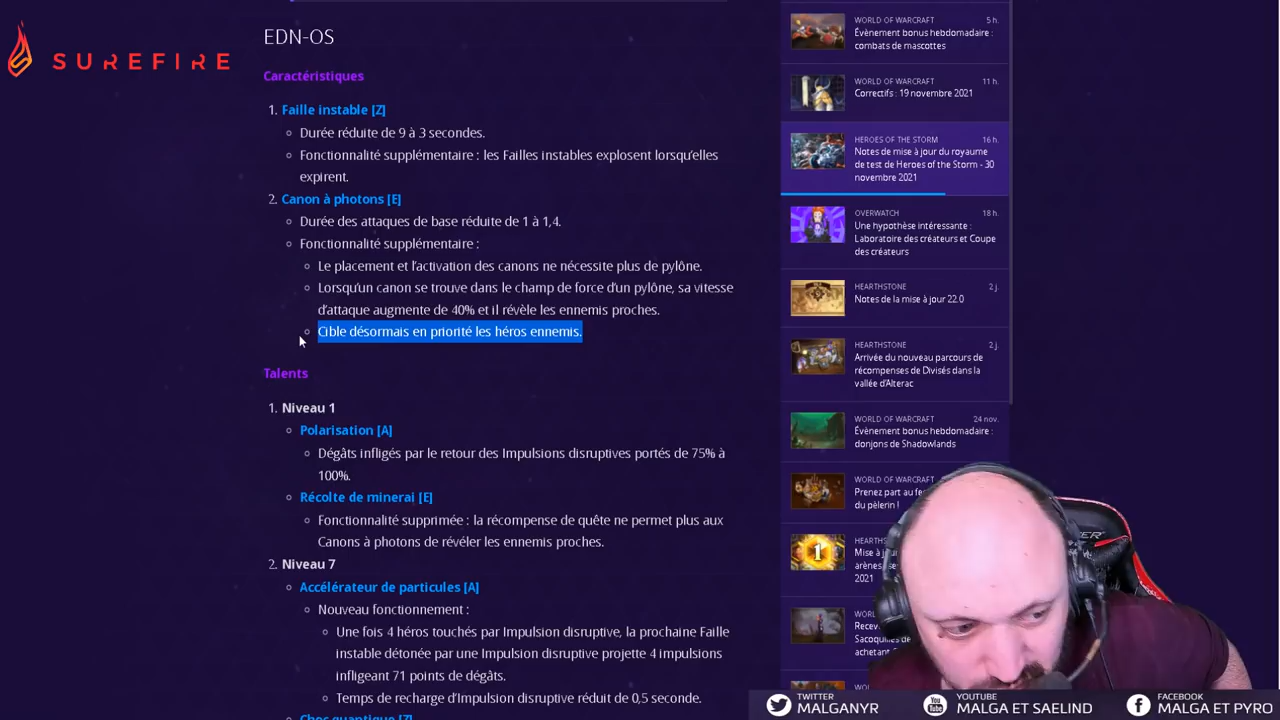 SUREFIRE
EDN-OS
Caractéristiques
1. Faille instable [Z]
Durée réduite de 9 à 3 secondes.
Fonctionnalité supplémentaire : les Failles instables explosent lorsqu'elles
expirent.
2. Canon à photons [E]
Durée des attaques de base réduite de 1 à 1,4.
Fonctionnalité supplémentaire :
Le placement et l'activation des canons ne nécessite plus de pylône.
Lorsqu'un canon se trouve dans le champ de force d'un pylône, sa vitesse
d'attaque augmente de 40% et il révèle les ennemis proches.
Cible désormais en priorité les héros ennemis.
Talents
1. Niveau 1
Polarisation [A]
Dégâts infligés par le retour des Impulsions disruptives portés de 75% à
100%.
Récolte de minerai [E]
Fonctionnalité supprimée : la récompense de quête ne permet plus aux
Canons à photons de révéler les ennemis proches.
2. Niveau 7
Accélérateur de particules [A]
Nouveau fonctionnement :
Une fois 4 héros touchés par Impulsion disruptive, la prochaine Faille
instable détonée par une Impulsion disruptive projette 4 impulsions
infligeant 71 points de dégâts.
Temps de recharge d'Impulsion disruptive réduit de 0,5 seconde.
Choc quantique [Z]
WORLD OF WARCRAFT 5 h.
Évènement bonus hebdomadaire :
combats de mascottes
WORLD OF WARCRAFT 11 h.
Correctifs : 19 novembre 2021
HEROES OF THE STORM 16 h.
Notes de mise à jour du royaume
de test de Heroes of the Storm - 30
novembre 2021
OVERWATCH 18 h.
Une hypothèse intéressante :
Laboratoire des créateurs et Coupe
des créateurs
HEARTHSTONE 2 j.
Notes de la mise à jour 22.0
HEARTHSTONE 2 j.
Arrivée du nouveau parcours de
récompenses de Divisés dans la
vallée d'Alterac
WORLD OF WARCRAFT 24 nov.
Évènement bonus hebdomadaire :
donjons de Shadowlands
WORLD OF WARCRAFT
Prends part au
du pèlerin !
1
Mise à
2021
TWITTER
MALGANYR
YOUTUBE
MALGA ET SAELIND
FACEBOOK
MALGA ET PYRO